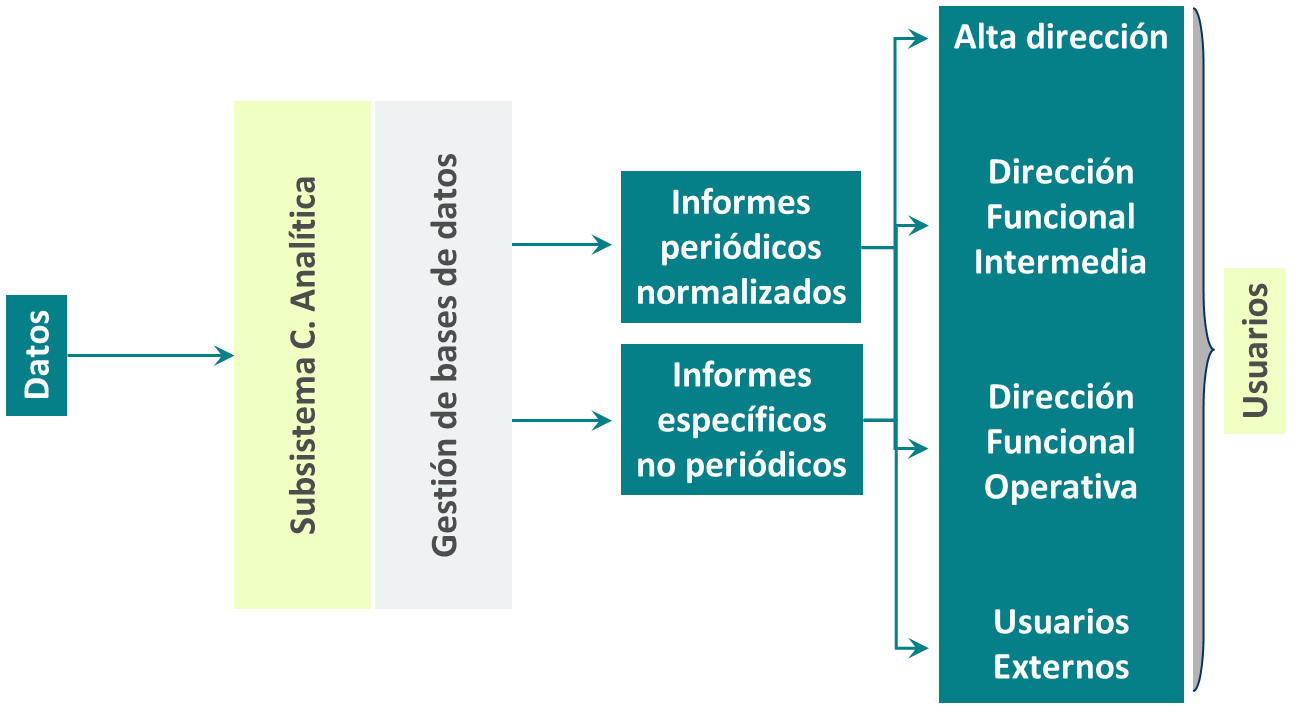 Datos
Subsistema C. Analítica
Gestión de bases de datos
Informes
periódicos
normalizados
Informes
específicos
no periódicos
Alta dirección
Dirección
Funcional
Intermedia
Dirección
Funcional
Operativa
Usuarios
Externos
Usuarios